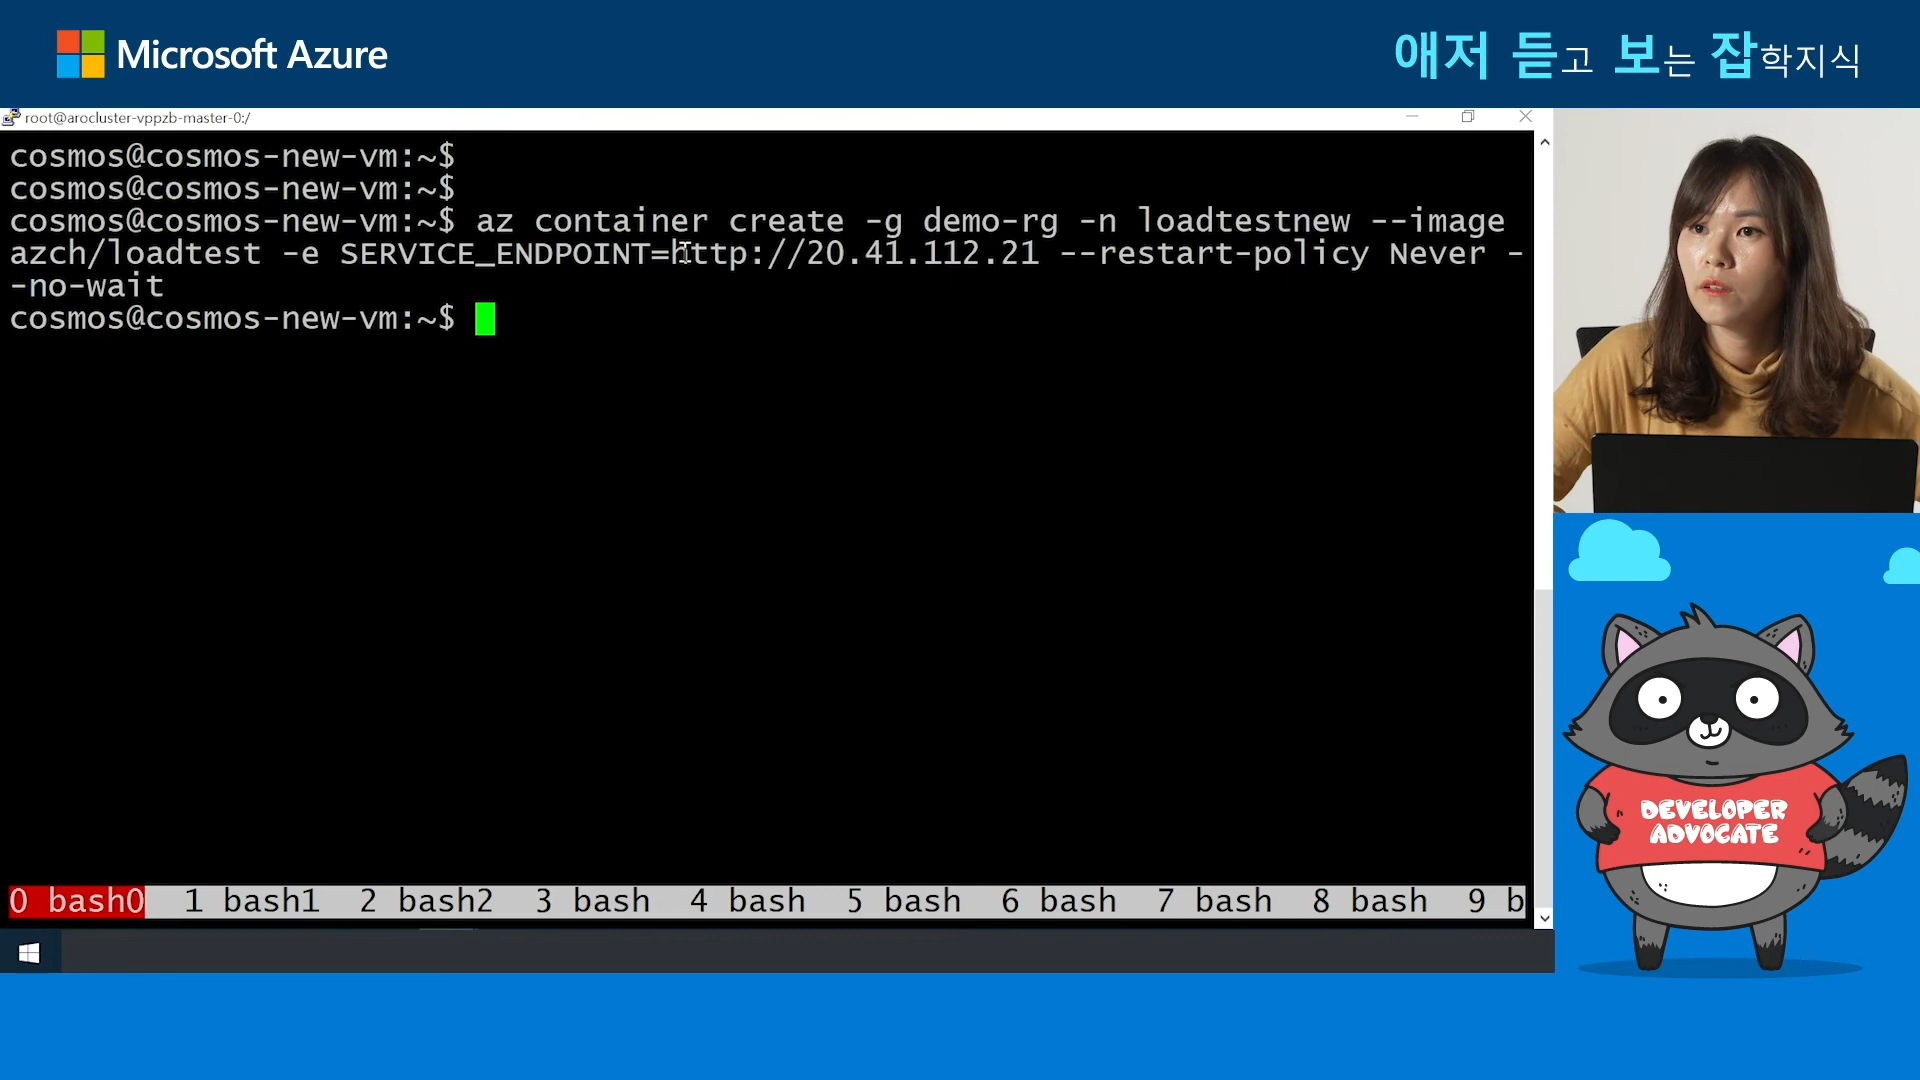 Microsoft Azure
애저 듣고 보는 잡학지식
root@arocluster-vppzb-master-0:/
cosmos@cosmos-new-vm:~$
cosmos@cosmos-new-vm:~$
cosmos@cosmos-new-vm:~$ az container create -g demo-rg -n loadtestnew --image
azch/loadtest -e SERVICE_ENDPOINT=http://20.41.112.21 --restart-policy Never -
-no-wait
cosmos@cosmos-new-vm:~$
0 bash0 1 bash1 2 bash2 3 bash 4 bash 5 bash 6 bash 7 bash 8 bash 9 b
DEVELOPER
ADVOCATE